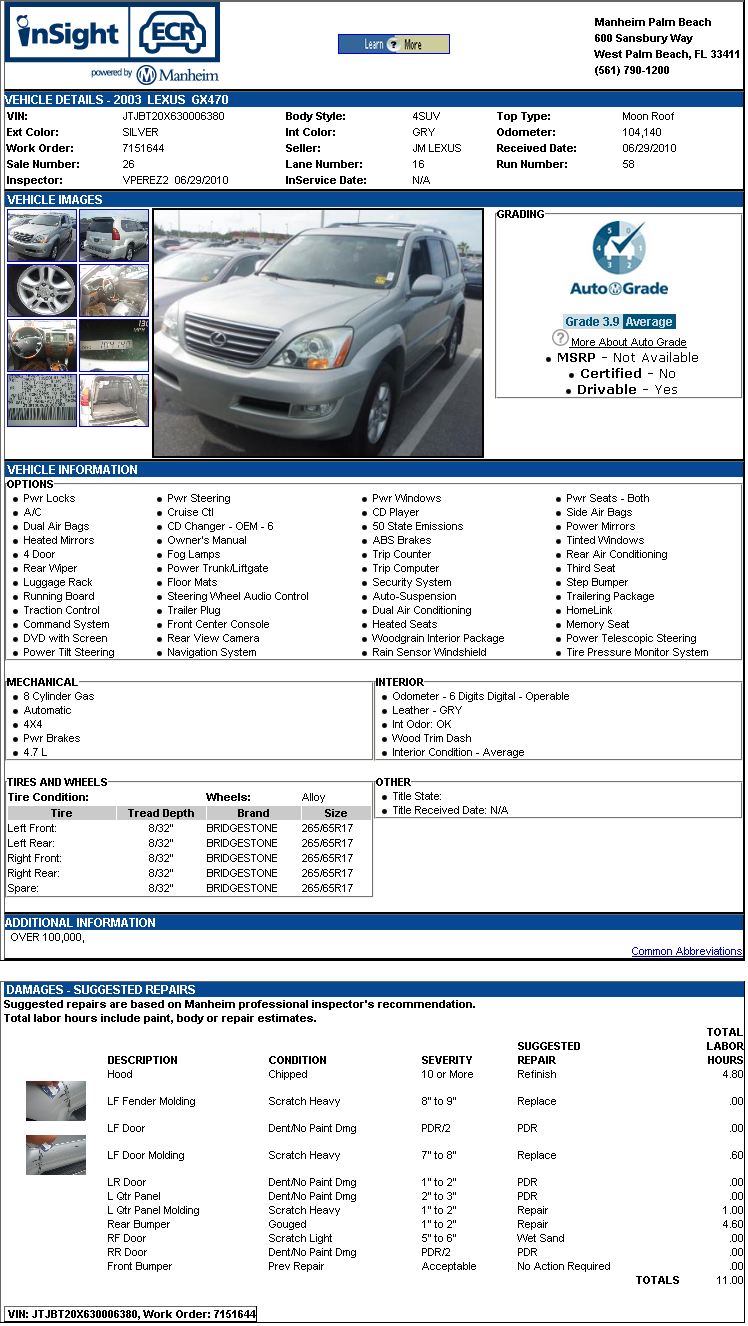 inSight ECR
powered by Manheim
Learn ? More
Manheim Palm Beach
600 Sansbury Way
West Palm Beach, FL 33411
(561) 790-1200
VEHICLE DETAILS - 2003 LEXUS GX470
VIN: JTJBT20X630006380 Body Style: 4SUV Top Type: Moon Roof
Ext Color: SILVER Int Color: GRY Odometer: 104,140
Work Order: 7151644 Seller: JM LEXUS Received Date: 06/29/2010
Sale Number: 26 Lane Number: 16 Run Number: 58
Inspector: VPEREZ2 06/29/2010 InService Date: N/A
VEHICLE IMAGES
GRADING
5 0 4 1 3 2
Auto Grade
Grade 3.9 Average
? More About Auto Grade
• MSRP - Not Available
• Certified - No
• Drivable - Yes
VEHICLE INFORMATION
OPTIONS
• Pwr Locks • Pwr Steering • Pwr Windows • Pwr Seats - Both
• A/C • Cruise Ctl • CD Player • Side Air Bags
• Dual Air Bags • CD Changer - OEM - 6 • 50 State Emissions • Power Mirrors
• Heated Mirrors • Owner's Manual • ABS Brakes • Tinted Windows
• 4 Door • Fog Lamps • Trip Counter • Rear Air Conditioning
• Rear Wiper • Power Trunk/Liftgate • Trip Computer • Third Seat
• Luggage Rack • Floor Mats • Security System • Step Bumper
• Running Board • Steering Wheel Audio Control • Auto-Suspension • Trailering Package
• Traction Control • Trailer Plug • Dual Air Conditioning • HomeLink
• Command System • Front Center Console • Heated Seats • Memory Seat
• DVD with Screen • Rear View Camera • Woodgrain Interior Package • Power Telescopic Steering
• Power Tilt Steering • Navigation System • Rain Sensor Windshield • Tire Pressure Monitor System
MECHANICAL
• 8 Cylinder Gas
• Automatic
• 4X4
• Pwr Brakes
• 4.7 L
INTERIOR
• Odometer - 6 Digits Digital - Operable
• Leather - GRY
• Int Odor: OK
• Wood Trim Dash
• Interior Condition - Average
TIRES AND WHEELS
Tire Condition: Wheels: Alloy
Tire Tread Depth Brand Size
Left Front: 8/32" BRIDGESTONE 265/65R17
Left Rear: 8/32" BRIDGESTONE 265/65R17
Right Front: 8/32" BRIDGESTONE 265/65R17
Right Rear: 8/32" BRIDGESTONE 265/65R17
Spare: 8/32" BRIDGESTONE 265/65R17
OTHER
• Title State:
• Title Received Date: N/A
ADDITIONAL INFORMATION
OVER 100,000,
Common Abbreviations
DAMAGES - SUGGESTED REPAIRS
Suggested repairs are based on Manheim professional inspector's recommendation.
Total labor hours include paint, body or repair estimates.
DESCRIPTION CONDITION SEVERITY SUGGESTED REPAIR TOTAL LABOR HOURS
Hood Chipped 10 or More Refinish 4.80
LF Fender Molding Scratch Heavy 8" to 9" Replace .00
LF Door Dent/No Paint Dmg PDR/2 PDR .00
LF Door Molding Scratch Heavy 7" to 8" Replace .60
LR Door Dent/No Paint Dmg 1" to 2" PDR .00
L Qtr Panel Dent/No Paint Dmg 2" to 3" PDR .00
L Qtr Panel Molding Scratch Heavy 1" to 2" Repair 1.00
Rear Bumper Gouged 1" to 2" Repair 4.60
RF Door Scratch Light 5" to 6" Wet Sand .00
RR Door Dent/No Paint Dmg PDR/2 PDR .00
Front Bumper Prev Repair Acceptable No Action Required .00
TOTALS 11.00
VIN: JTJBT20X630006380, Work Order: 7151644